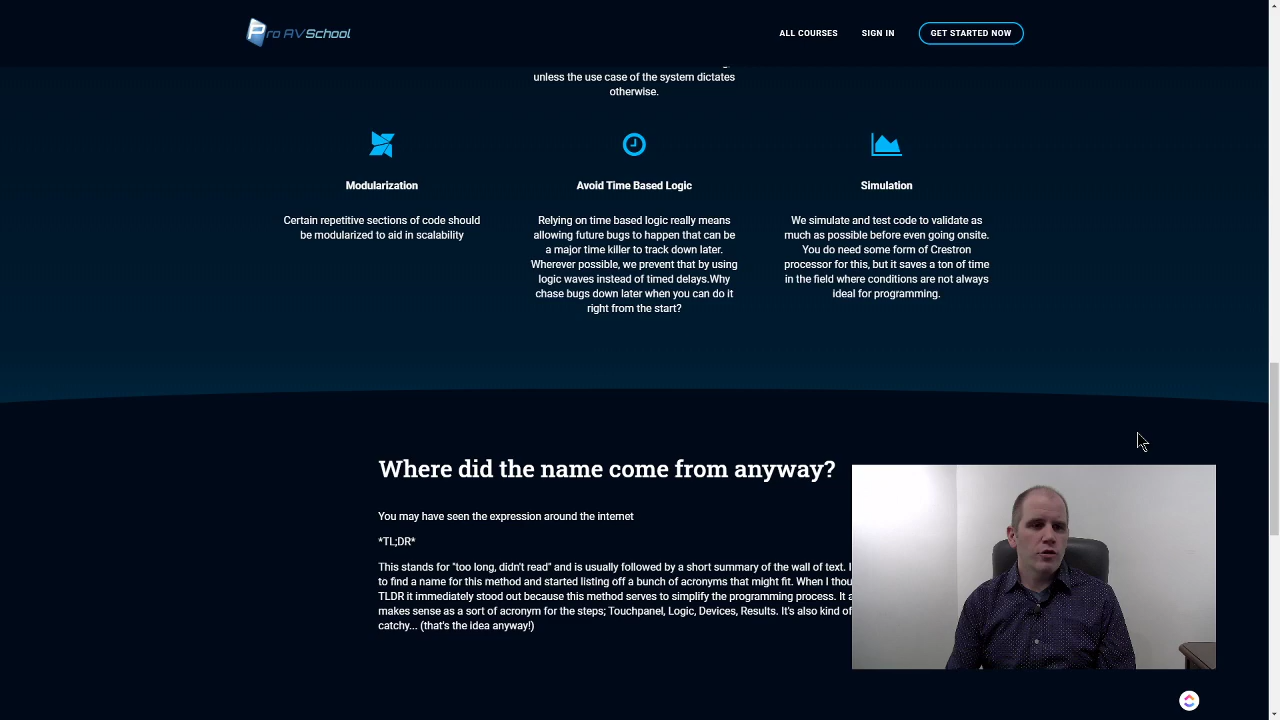 Pro AVSchool
ALL COURSES
SIGN IN
GET STARTED NOW
unless the use case of the system dictates
otherwise.
Modularization
Certain repetitive sections of code should
be modularized to aid in scalability
Avoid Time Based Logic
Relying on time based logic really means
allowing future bugs to happen that can be
a major time killer to track down later.
Wherever possible, we prevent that by using
logic waves instead of timed delays.Why
chase bugs down later when you can do it
right from the start?
Simulation
We simulate and test code to validate as
much as possible before even going onsite.
You do need some form of Crestron
processor for this, but it saves a ton of time
in the field where conditions are not always
ideal for programming.
Where did the name come from anyway?
You may have seen the expression around the internet
*TL;DR*
This stands for "too long, didn't read" and is usually followed by a short summary of the wall of text. I
to find a name for this method and started listing off a bunch of acronyms that might fit. When I thou
TLDR it immediately stood out because this method serves to simplify the programming process. It a
makes sense as a sort of acronym for the steps; Touchpanel, Logic, Devices, Results. It's also kind of
catchy... (that's the idea anyway!)